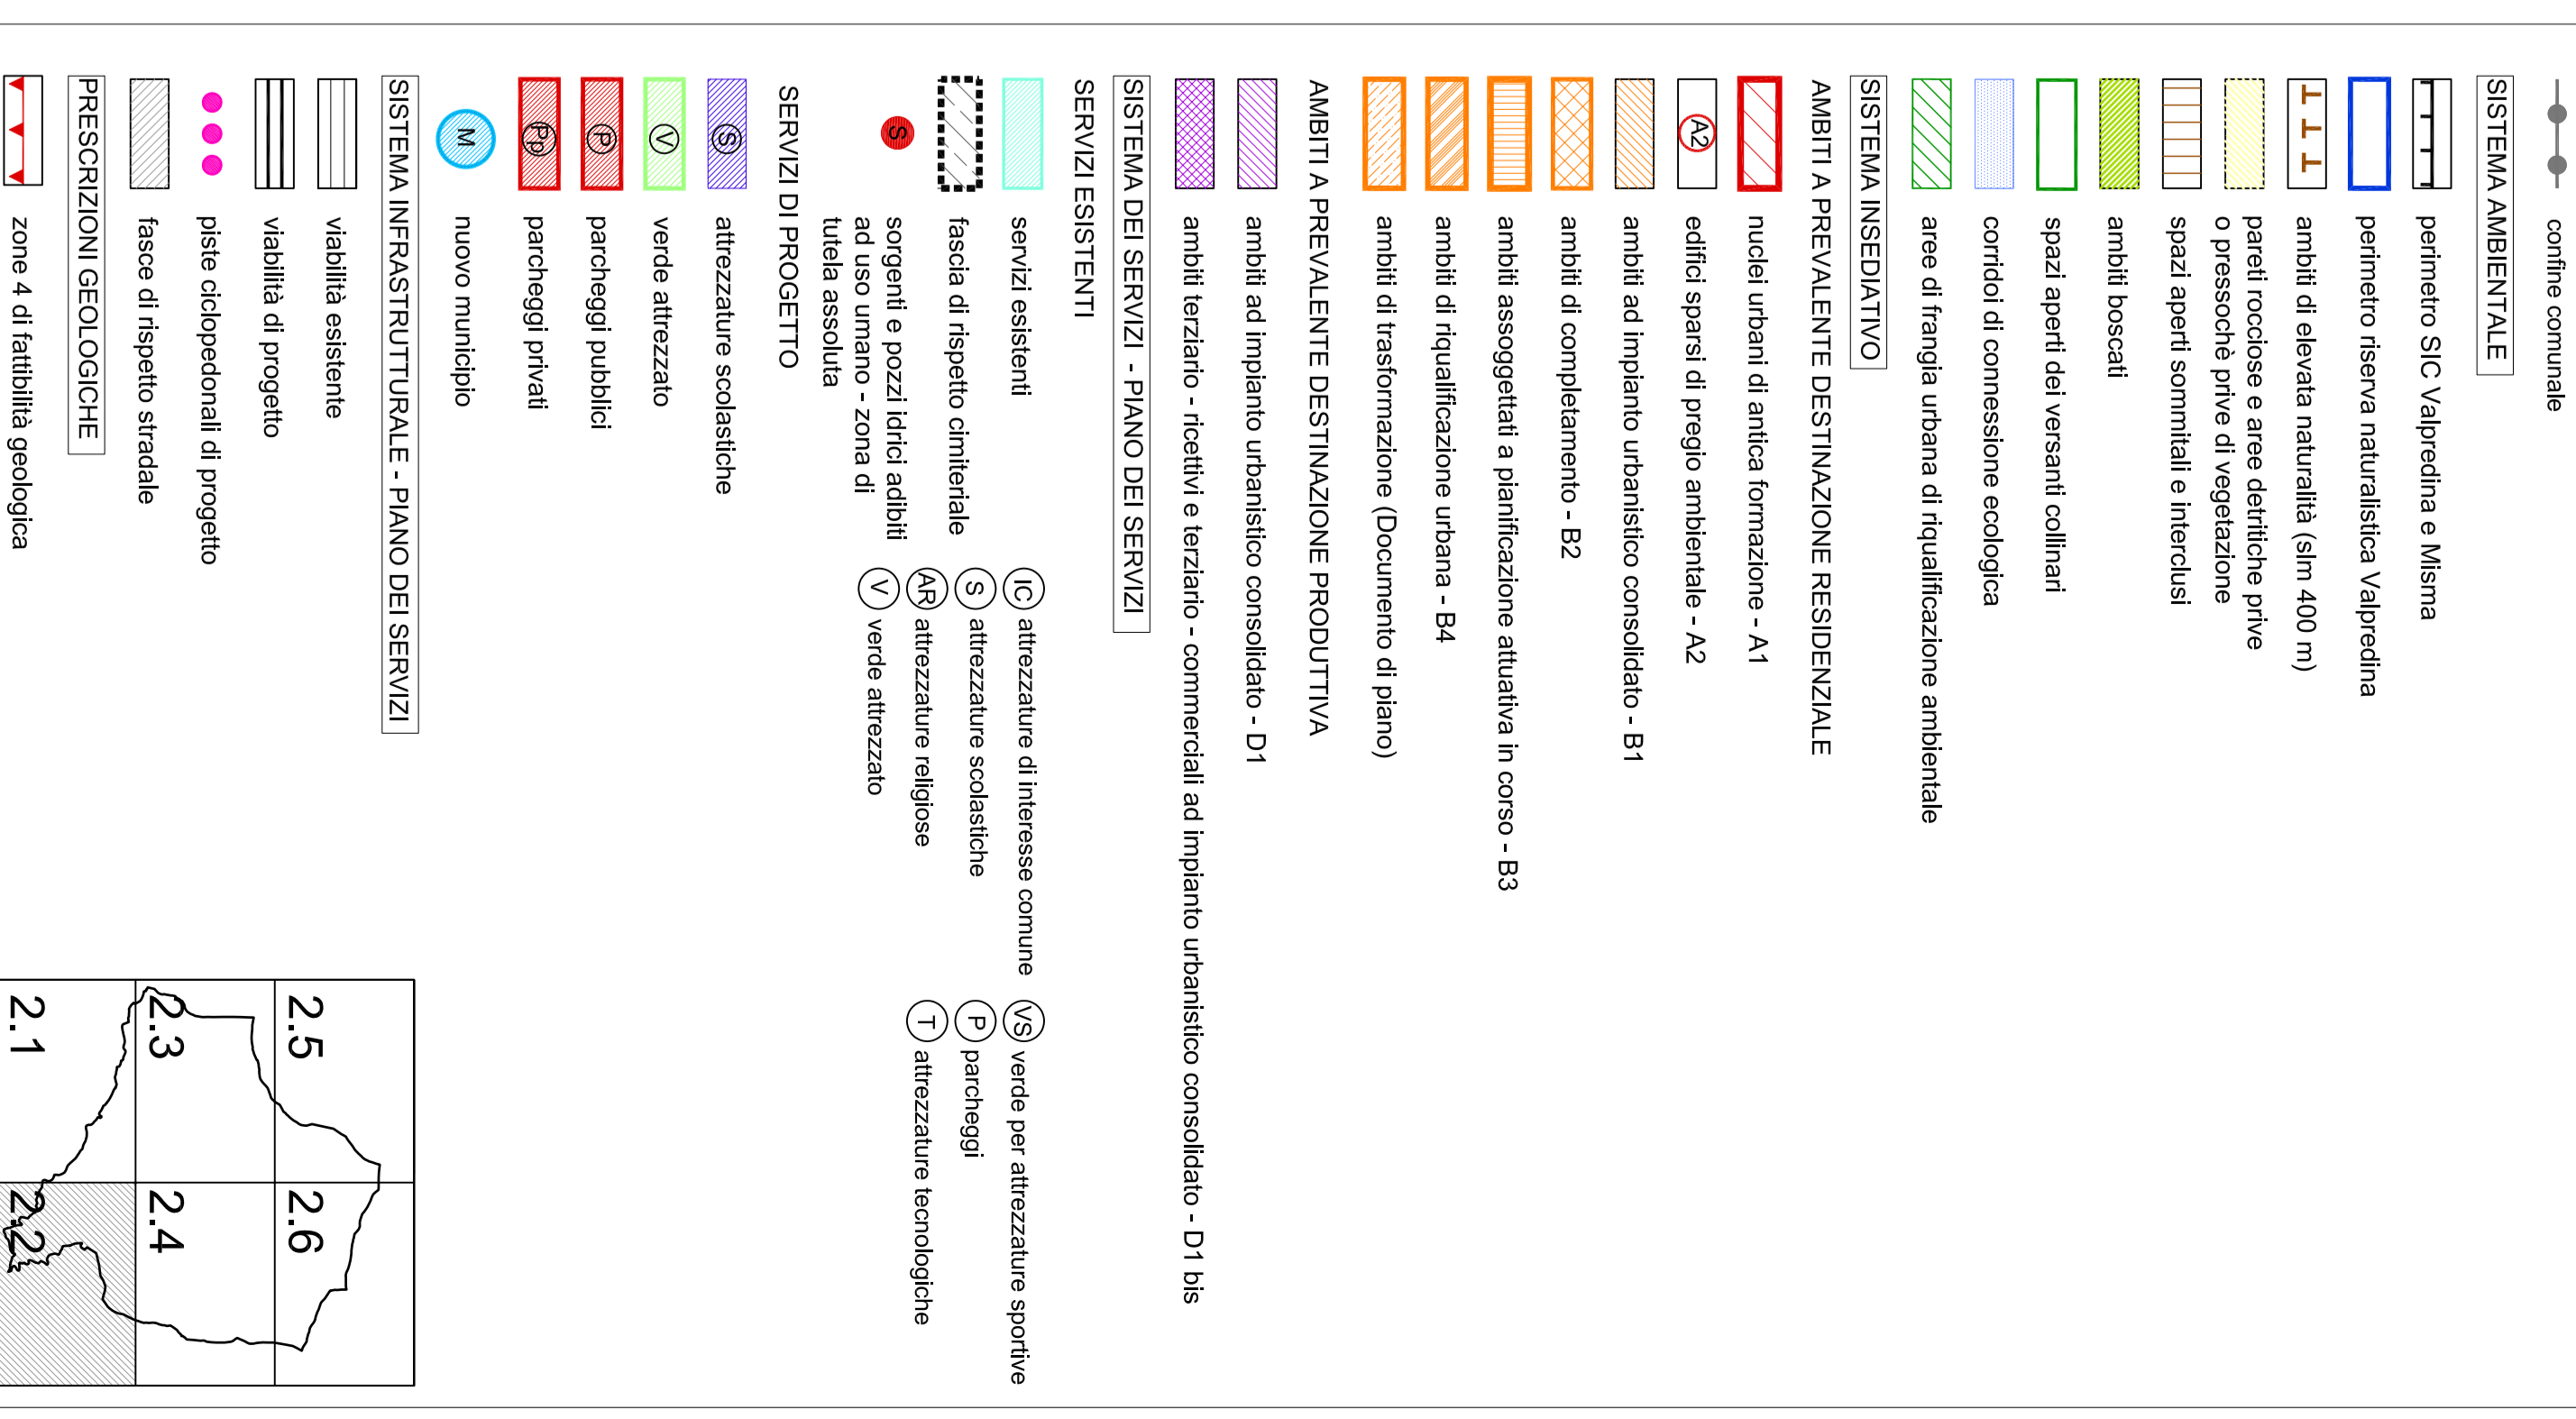 confine comunale
SISTEMA AMBIENTALE
perimetro SIC Valpredina e Misma
perimetro riserva naturalistica Valpredina
ambiti di elevata naturalità (slm 400 m)
pareti rocciose e aree detritiche prive
o pressochè prive di vegetazione
spazi aperti sommitali e interclusi
ambiti boscati
spazi aperti dei versanti collinari
corridoi di connessione ecologica
aree di frangia urbana di riqualificazione ambientale
SISTEMA INSEDIATIVO
AMBITI A PREVALENTE DESTINAZIONE RESIDENZIALE
nuclei urbani di antica formazione - A1
A2 edifici sparsi di pregio ambientale - A2
ambiti ad impianto urbanistico consolidato - B1
ambiti di completamento - B2
ambiti assoggettati a pianificazione attuativa in corso - B3
ambiti di riqualificazione urbana - B4
ambiti di trasformazione (Documento di piano)
AMBITI A PREVALENTE DESTINAZIONE PRODUTTIVA
ambiti ad impianto urbanistico consolidato - D1
ambiti terziario - ricettivi e terziario - commerciali ad impianto urbanistico consolidato - D1 bis
SISTEMA DEI SERVIZI - PIANO DEI SERVIZI
SERVIZI ESISTENTI
servizi esistenti
fascia di rispetto cimiteriale
S sorgenti e pozzi idrici adibiti
ad uso umano - zona di
tutela assoluta
IC attrezzature di interesse comune
S attrezzature scolastiche
AR attrezzature religiose
V verde attrezzato
VS verde per attrezzature sportive
P parcheggi
T attrezzature tecnologiche
SERVIZI DI PROGETTO
S attrezzature scolastiche
V verde attrezzato
P parcheggi pubblici
Pp parcheggi privati
M nuovo municipio
SISTEMA INFRASTRUTTURALE - PIANO DEI SERVIZI
viabilità esistente
viabilità di progetto
piste ciclopedonali di progetto
fasce di rispetto stradale
PRESCRIZIONI GEOLOGICHE
zone 4 di fattibilità geologica
2.5 2.6
2.3 2.4
2.1 2.2